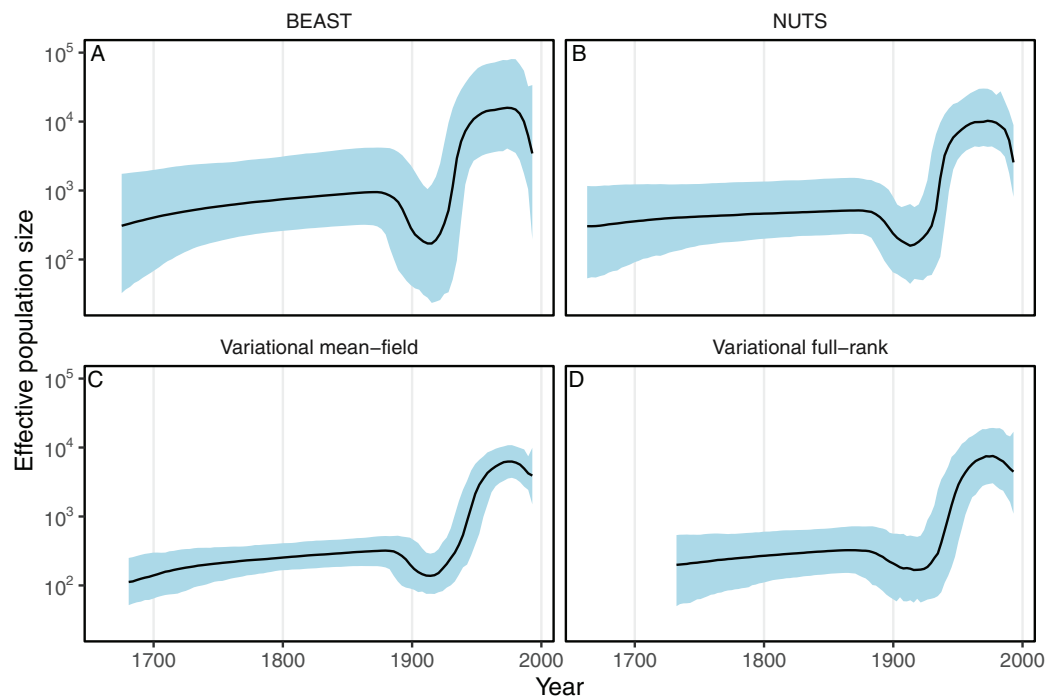 BEAST
NUTS
A
B
10^5
10^4
10^3
10^2
Effective population size
Variational mean−field
Variational full−rank
C
D
10^5
10^4
10^3
10^2
1700 1800 1900 2000
1700 1800 1900 2000
Year